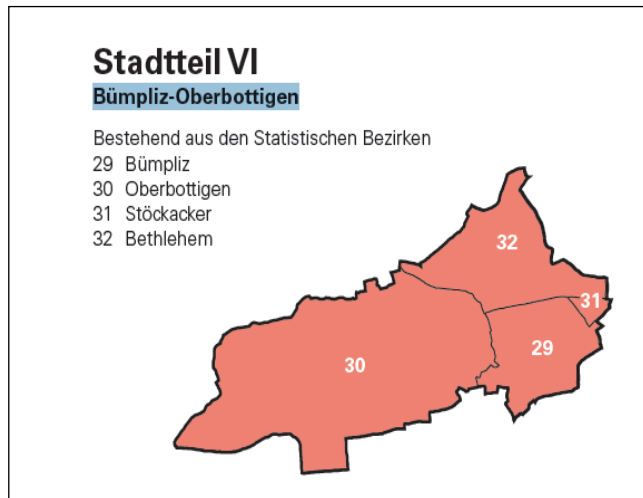 Stadtteil VI
Bümpliz-Oberbottigen
Bestehend aus den Statistischen Bezirken
29 Bümpliz
30 Oberbottigen
31 Stöckacker
32 Bethlehem
32
31
29
30